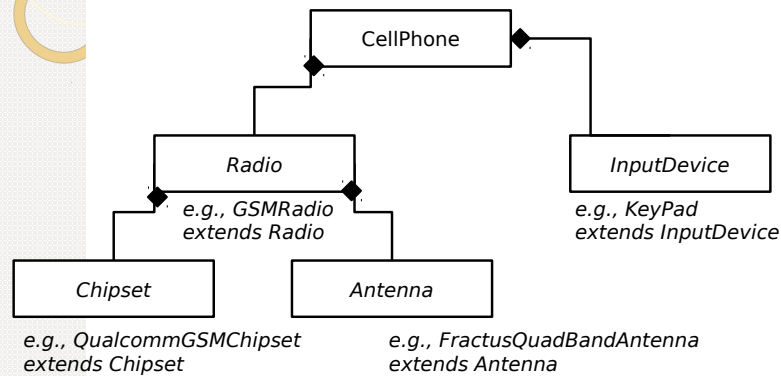 CellPhone
Radio
InputDevice
e.g., GSMRadio
extends Radio
e.g., KeyPad
extends InputDevice
Chipset
Antenna
e.g., QualcommGSMChipset
extends Chipset
e.g., FractusQuadBandAntenna
extends Antenna